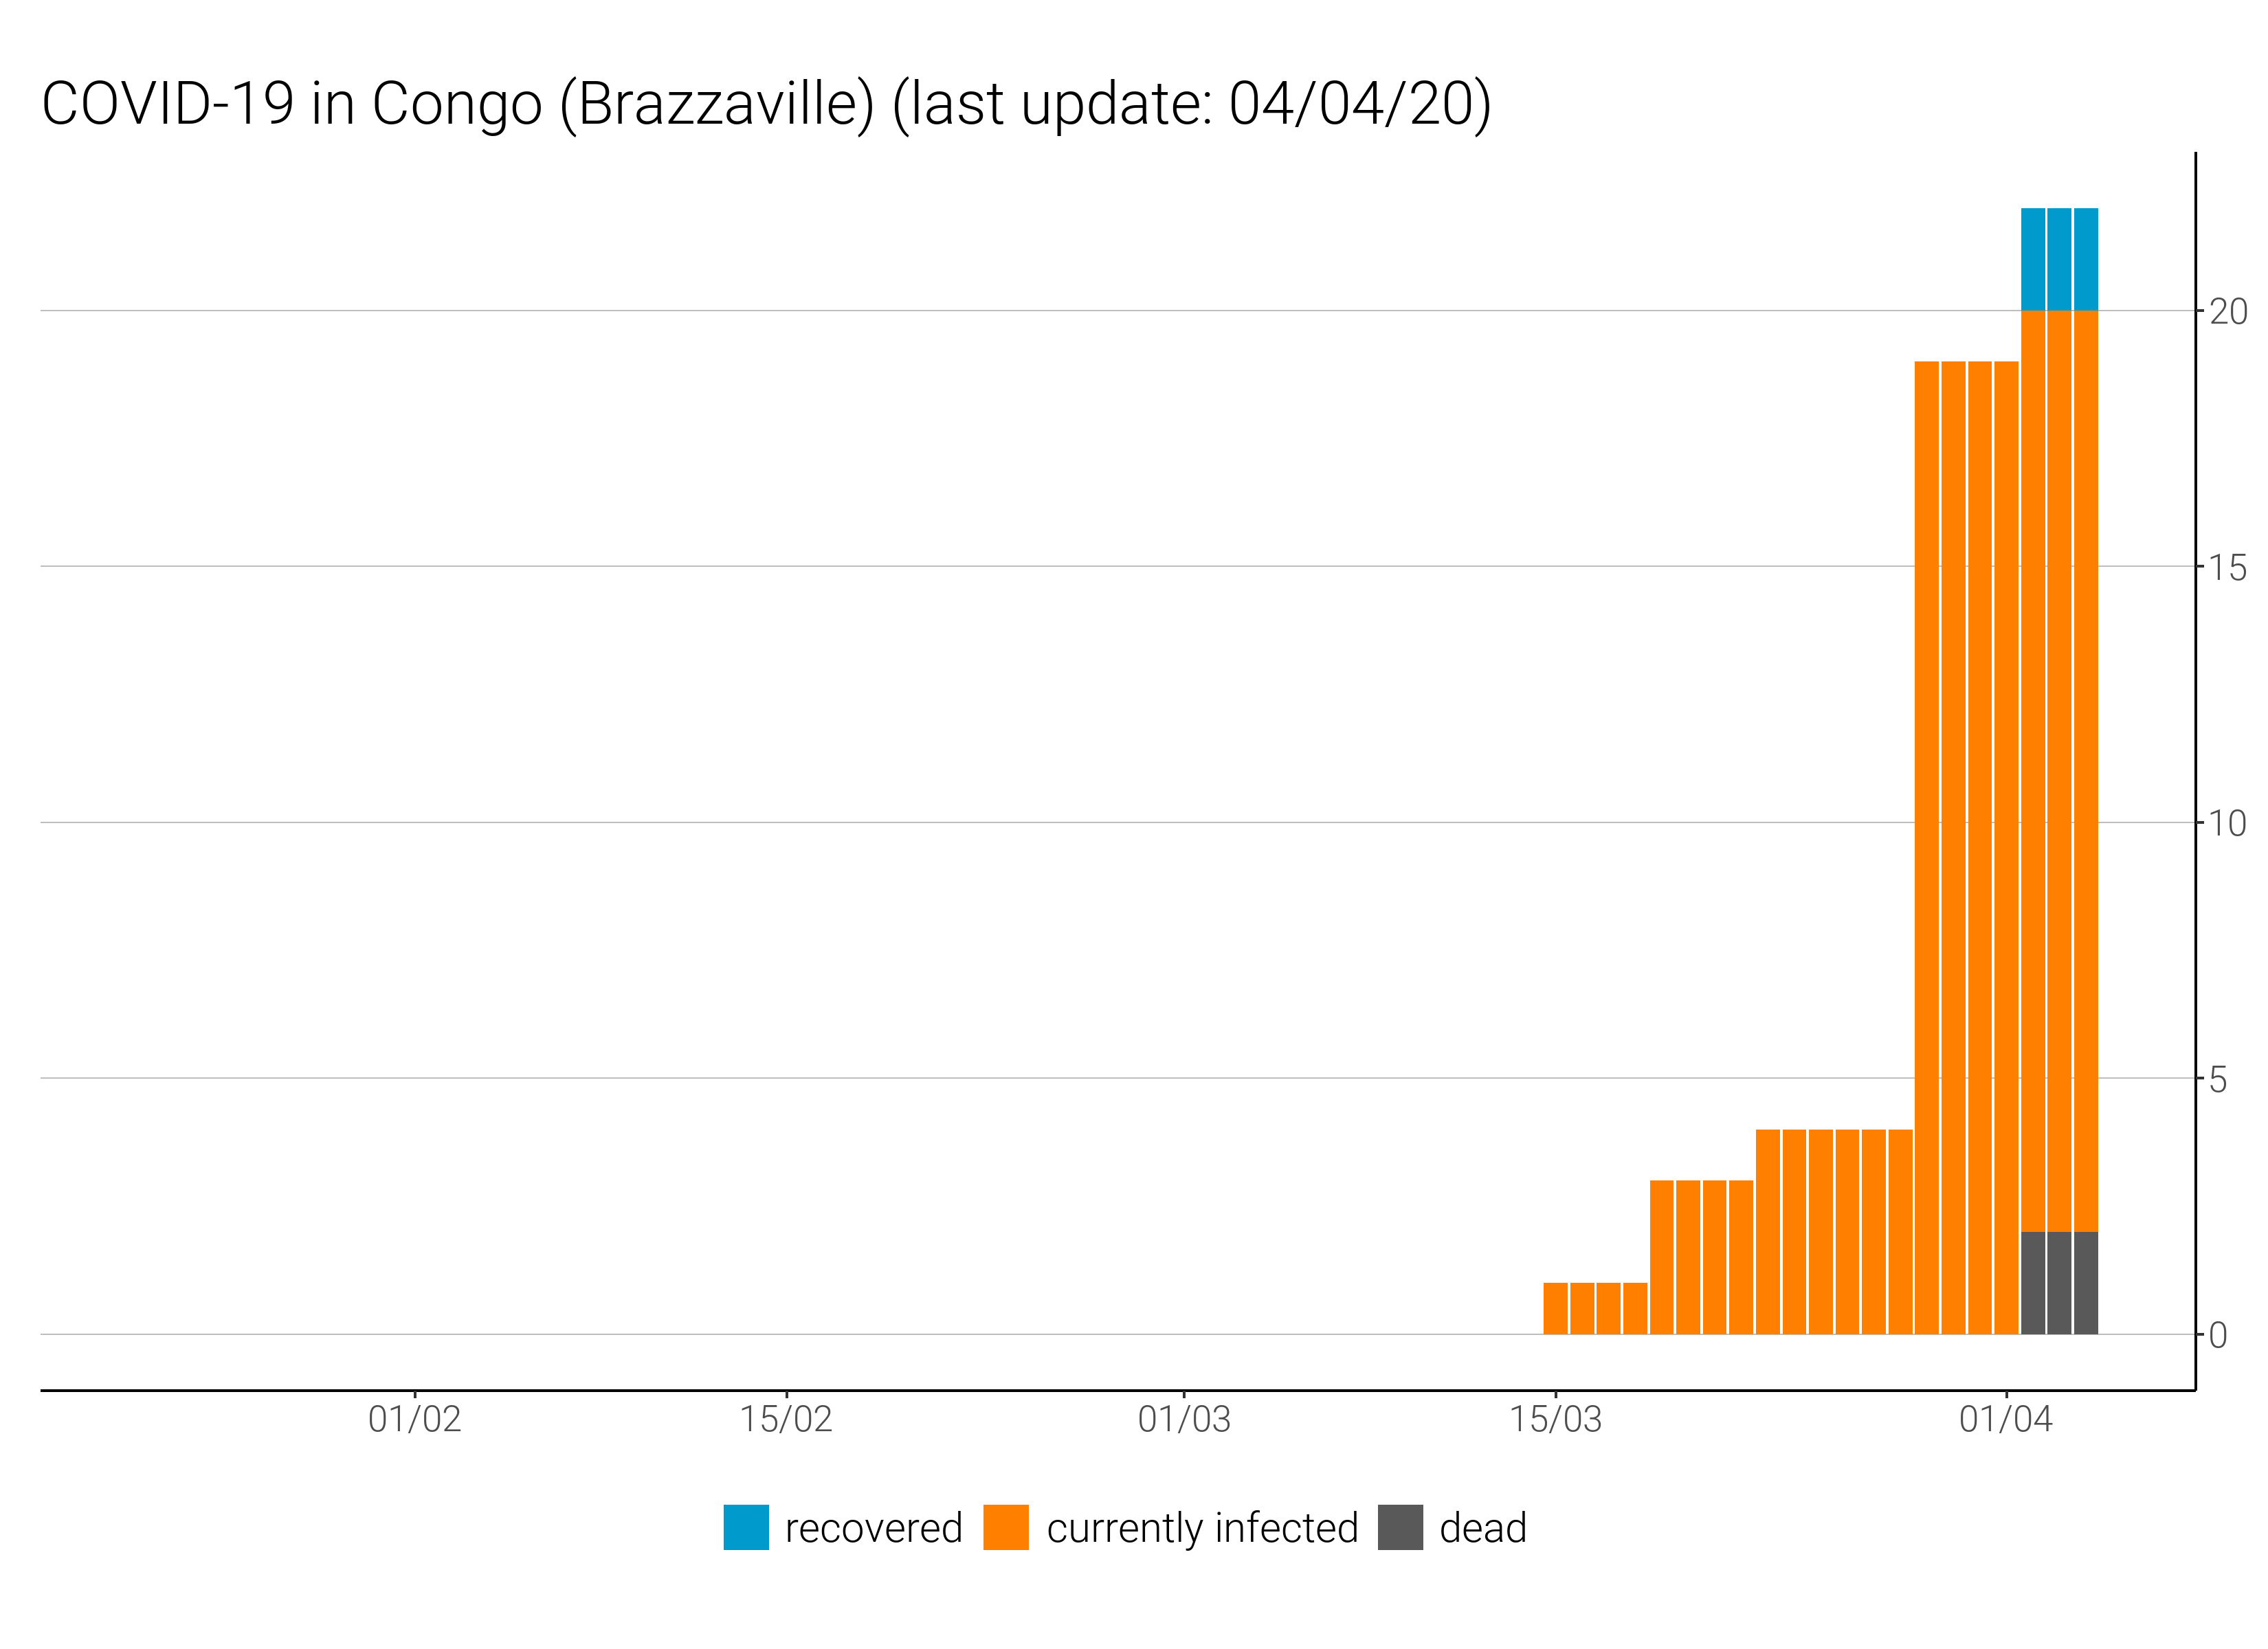 COVID-19 in Congo (Brazzaville) (last update: 04/04/20)
20
15
10
5
0
01/02 15/02 01/03 15/03 01/04
recovered currently infected dead